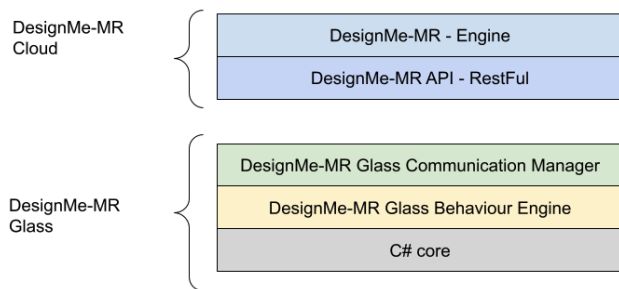 DesignMe-MR
Cloud
DesignMe-MR - Engine
DesignMe-MR API - RestFul
DesignMe-MR
Glass
DesignMe-MR Glass Communication Manager
DesignMe-MR Glass Behaviour Engine
C# core